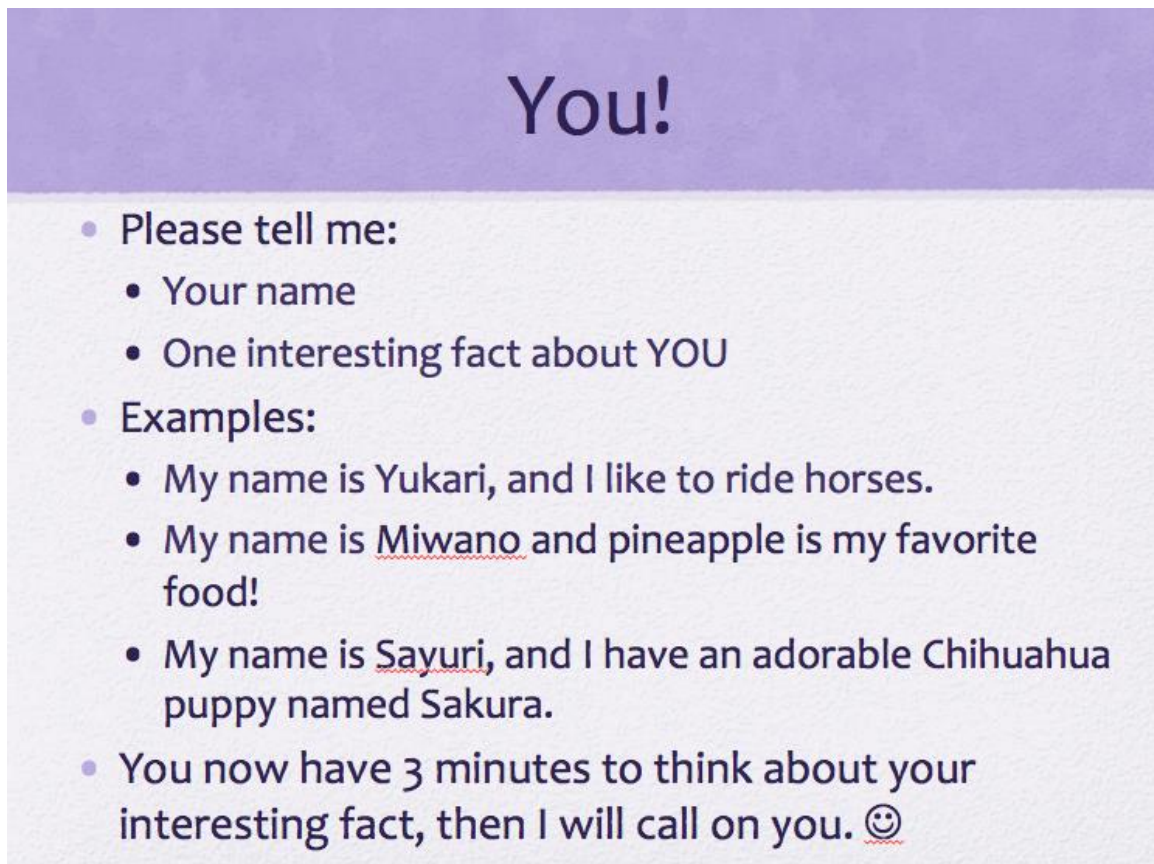 You!
Please tell me:
Your name
One interesting fact about YOU
Examples:
My name is Yukari, and I like to ride horses.
My name is Miwano and pineapple is my favorite
food!
My name is Sayuri, and I have an adorable Chihuahua
puppy named Sakura.
You now have 3 minutes to think about your
interesting fact, then I will call on you. ☺